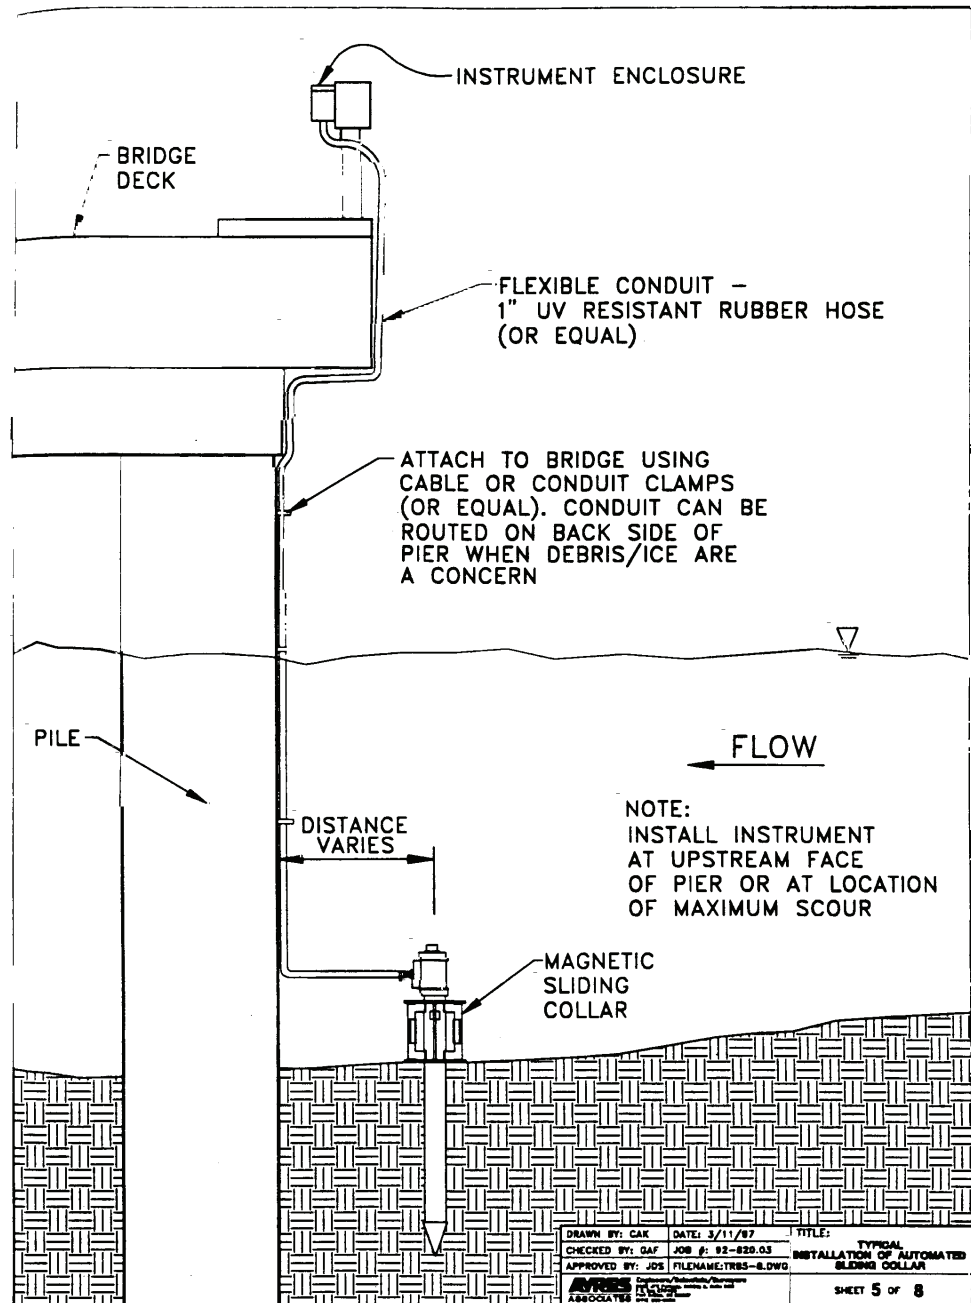 INSTRUMENT ENCLOSURE
BRIDGE
DECK
FLEXIBLE CONDUIT -
1" UV RESISTANT RUBBER HOSE
(OR EQUAL)
ATTACH TO BRIDGE USING
CABLE OR CONDUIT CLAMPS
(OR EQUAL). CONDUIT CAN BE
ROUTED ON BACK SIDE OF
PIER WHEN DEBRIS/ICE ARE
A CONCERN
PILE
FLOW
DISTANCE
VARIES
NOTE:
INSTALL INSTRUMENT
AT UPSTREAM FACE
OF PIER OR AT LOCATION
OF MAXIMUM SCOUR
MAGNETIC
SLIDING
COLLAR
DRAWN BY: CAK DATE: 3/11/97
CHECKED BY: GAF JOB #: 92-820.03
APPROVED BY: JDS FILENAME:TRB5-8.DWG
TITLE:
TYPICAL
INSTALLATION OF AUTOMATED
SLIDING COLLAR
AYRES
ASSOCIATES
Engineers/Scientists/Surveyors
SHEET 5 OF 8